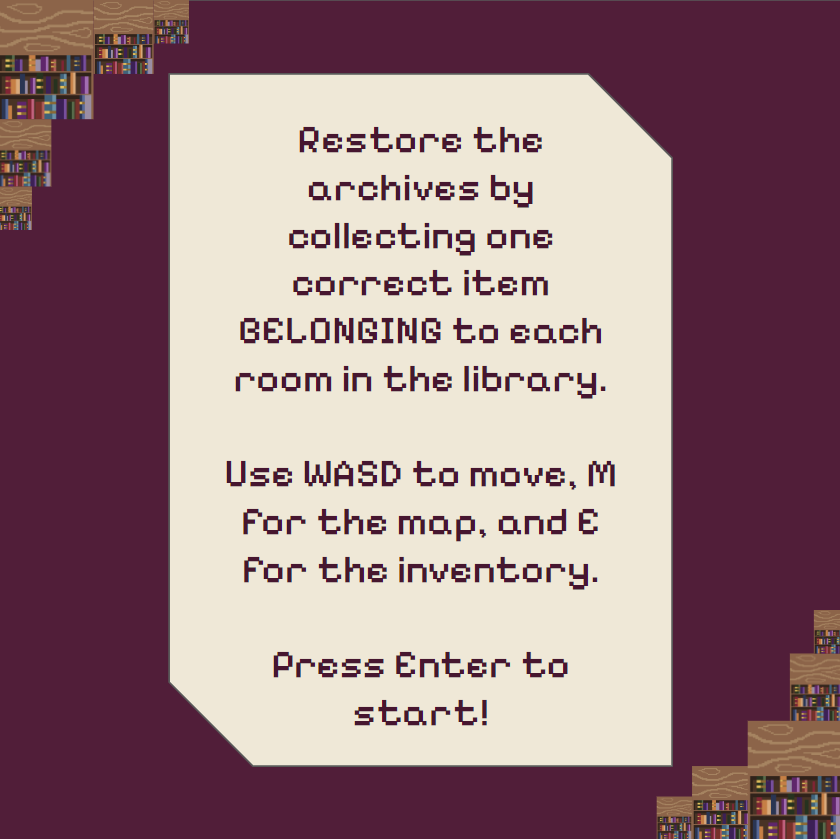 Restore the
archives by
collecting one
correct item
BELONGING to each
room in the library.
Use WASD to move, M
for the map, and E
for the inventory.
Press Enter to
start!